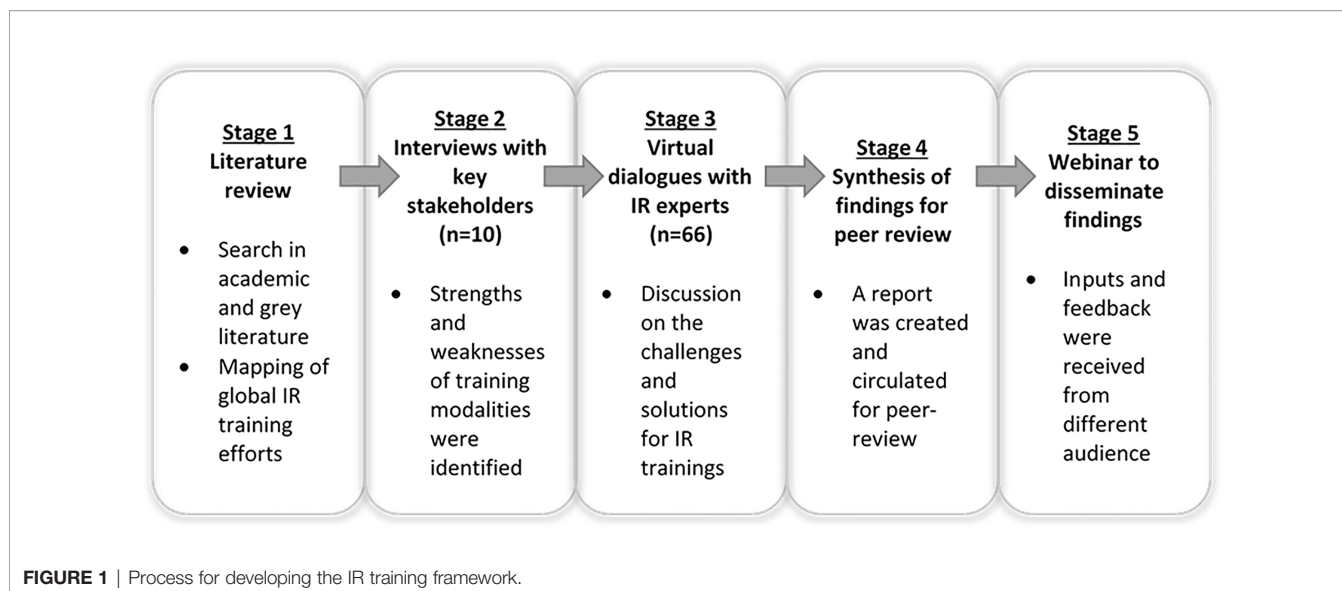 Stage 1
Literature
review
• Search in
academic
and grey
literature
• Mapping of
global IR
training
efforts
Stage 2
Interviews with
key
stakeholders
(n=10)
• Strengths
and
weaknesses
of training
modalities
were
identified
Stage 3
Virtual
dialogues with
IR experts
(n=66)
• Discussion
on the
challenges
and
solutions
for IR
trainings
Stage 4
Synthesis of
findings for
peer review
• A report
was created
and
circulated
for peer-
review
Stage 5
Webinar to
disseminate
findings
• Inputs and
feedback
were
received
from
different
audience
FIGURE 1 | Process for developing the IR training framework.